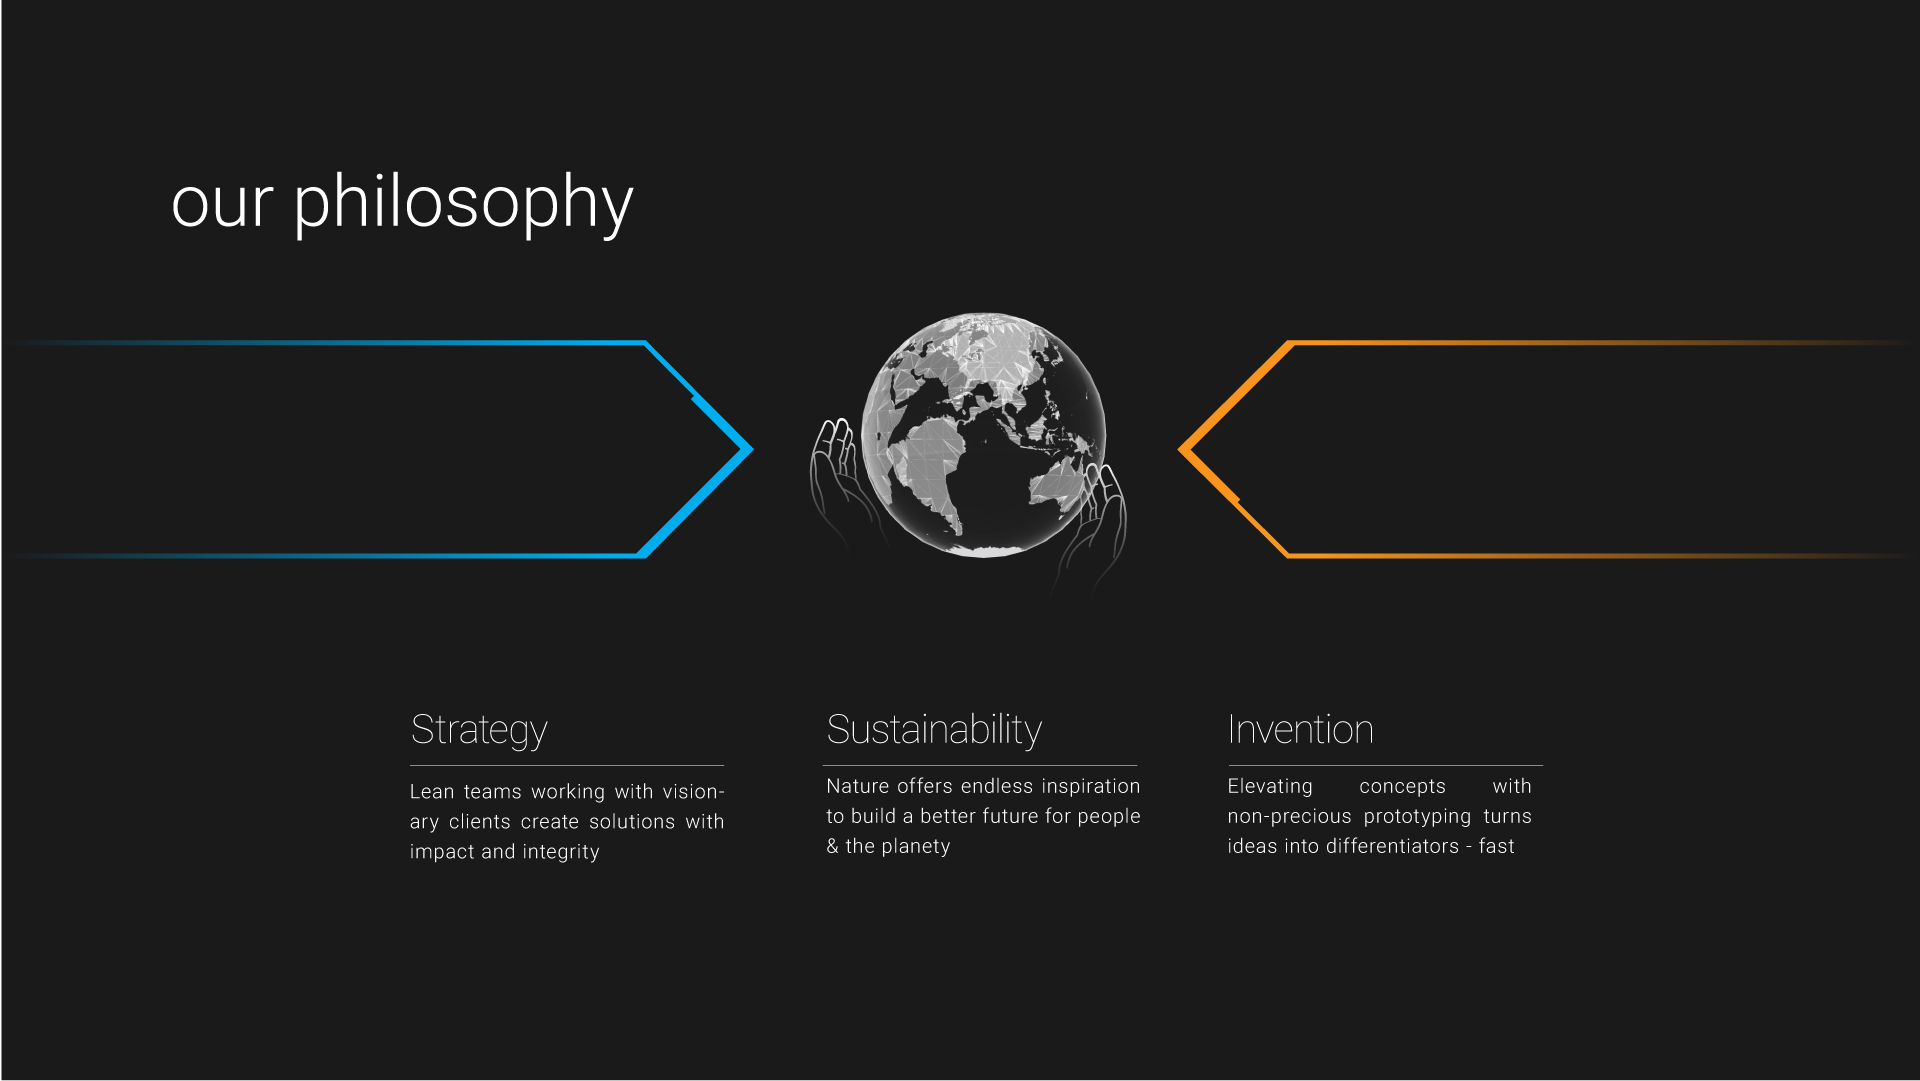 our philosophy
Strategy
Lean teams working with vision-
ary clients create solutions with
impact and integrity
Sustainability
Nature offers endless inspiration
to build a better future for people
& the planety
Invention
Elevating concepts with
non-precious prototyping turns
ideas into differentiators - fast